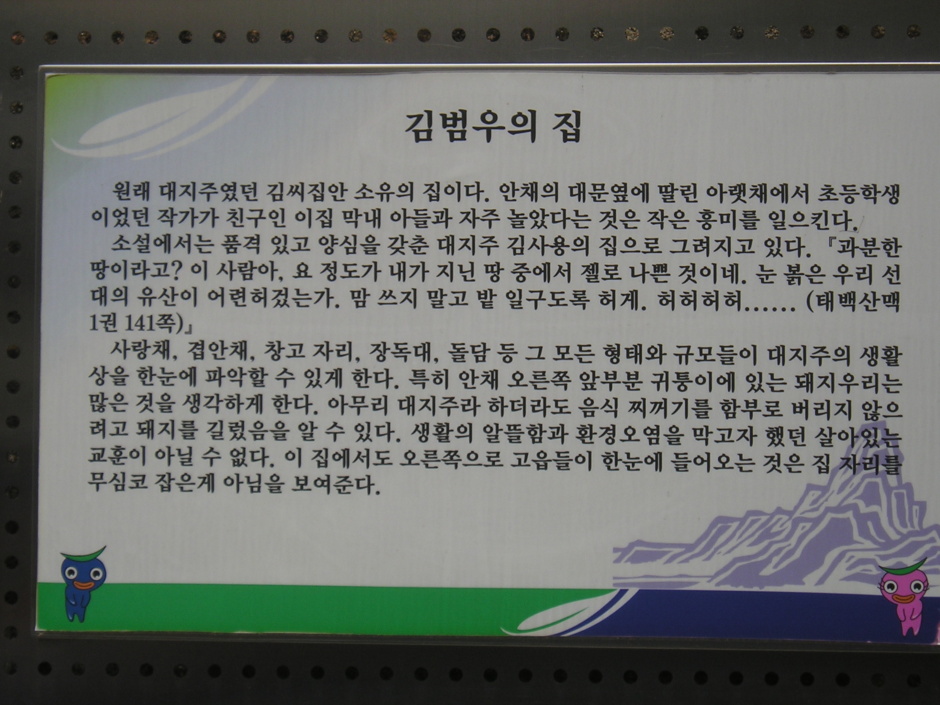 김범우의 집
원래 대지주였던 김씨집안 소유의 집이다. 안채의 대문옆에 딸린 아랫채에서 초등학생
이었던 작가가 친구인 이집 막내 아들과 자주 놀았다는 것은 작은 흥미를 일으킨다.
소설에서는 품격 있고 양심을 갖춘 대지주 김사용의 집으로 그려지고 있다. 『과분한
땅이라고? 이 사람아, 요 정도가 내가 지닌 땅 중에서 젤로 나쁜 것이네. 눈 붉은 우리 선
대의 유산이 어련허겄는가. 맘 쓰지 말고 밭 일구도록 허게. 허허허허…… (태백산맥
1권 141쪽)』
사랑채, 겹안채, 창고 자리, 장독대, 돌담 등 그 모든 형태와 규모들이 대지주의 생활
상을 한눈에 파악할 수 있게 한다. 특히 안채 오른쪽 앞부분 귀퉁이에 있는 돼지우리는
많은 것을 생각하게 한다. 아무리 대지주라 하더라도 음식 찌꺼기를 함부로 버리지 않으
려고 돼지를 길렀음을 알 수 있다. 생활의 알뜰함과 환경오염을 막고자 했던 살아있는
교훈이 아닐 수 없다. 이 집에서도 오른쪽으로 고읍들이 한눈에 들어오는 것은 집 자리를
무심코 잡은게 아님을 보여준다.